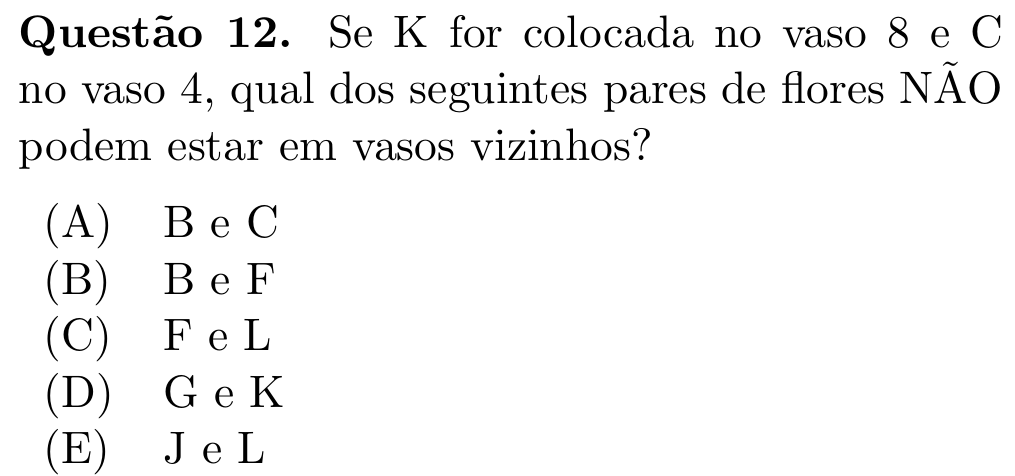 Questão 12. Se K for colocada no vaso 8 e C
no vaso 4, qual dos seguintes pares de flores NÃO
podem estar em vasos vizinhos?
(A) B e C
(B) B e F
(C) F e L
(D) G e K
(E) J e L